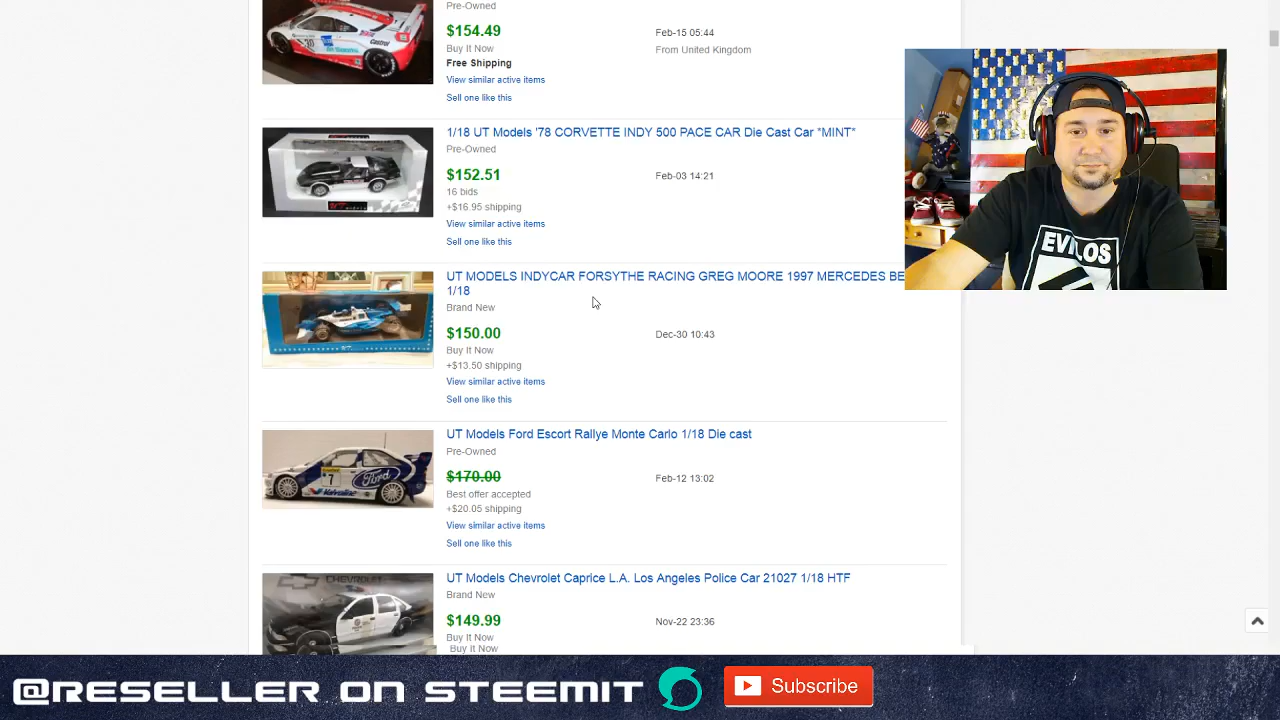 Pre-Owned
$154.49
Feb-15 05:44
Buy It Now
From United Kingdom
Free Shipping
View similar active items
Sell one like this
1/18 UT Models '78 CORVETTE INDY 500 PACE CAR Die Cast Car "MINT"
Pre-Owned
$152.51
Feb-03 14:21
16 bids
+$16.95 shipping
View similar active items
Sell one like this
UT MODELS INDYCAR FORSYTHE RACING GREG MOORE 1997 MERCEDES BE
1/18
Brand New
$150.00
Dec-30 10:43
Buy It Now
+$13.50 shipping
View similar active items
Sell one like this
UT Models Ford Escort Rallye Monte Carlo 1/18 Die cast
Pre-Owned
$170.00
Feb-12 13:02
Best offer accepted
+$20.05 shipping
View similar active items
Sell one like this
UT Models Chevrolet Caprice L.A. Los Angeles Police Car 21027 1/18 HTF
Brand New
$149.99
Nov-22 23:36
Buy It Now
Buy It Now
Castrol
Ford
7
Valvoline
CHEVROLET
@RESELLER ON STEEMIT
Subscribe